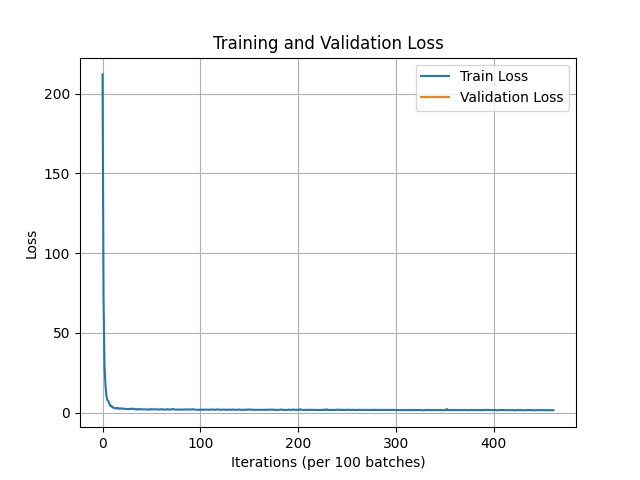 Training and Validation Loss
Train Loss
Validation Loss
200
150
100
50
0
Loss
0 100 200 300 400
Iterations (per 100 batches)